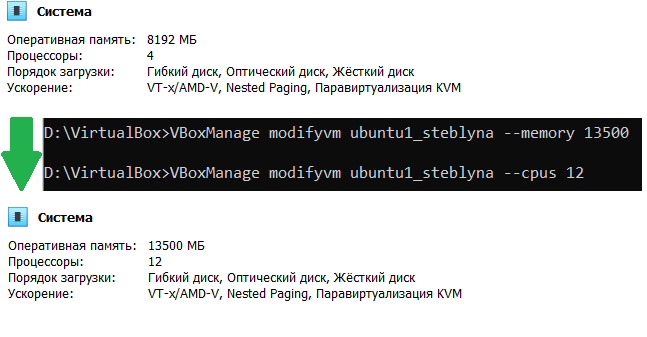 Система
Оперативная память: 8192 МБ
Процессоры: 4
Порядок загрузки: Гибкий диск, Оптический диск, Жёсткий диск
Ускорение: VT-x/AMD-V, Nested Paging, Паравиртуализация KVM
D:\VirtualBox>VBoxManage modifyvm ubuntu1_steblyna --memory 13500
D:\VirtualBox>VBoxManage modifyvm ubuntu1_steblyna --cpus 12
Система
Оперативная память: 13500 МБ
Процессоры: 12
Порядок загрузки: Гибкий диск, Оптический диск, Жёсткий диск
Ускорение: VT-x/AMD-V, Nested Paging, Паравиртуализация KVM